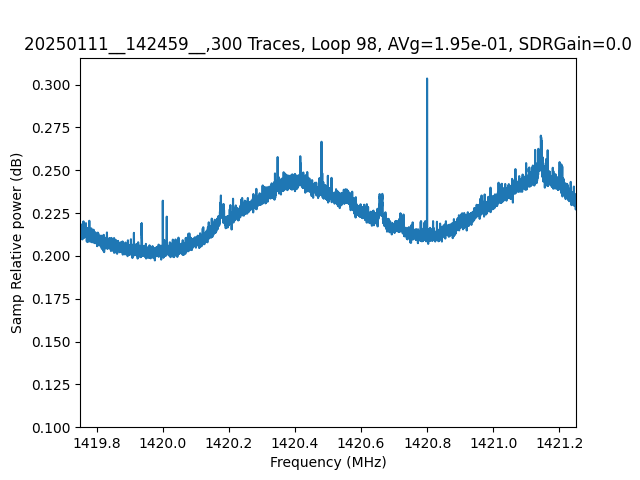 20250111__142459__,300 Traces, Loop 98, AVg=1.95e-01, SDRGain=0.0
0.300
0.275
0.250
0.225
0.200
0.175
0.150
0.125
0.100
Samp Relative power (dB)
1419.8 1420.0 1420.2 1420.4 1420.6 1420.8 1421.0 1421.2
Frequency (MHz)